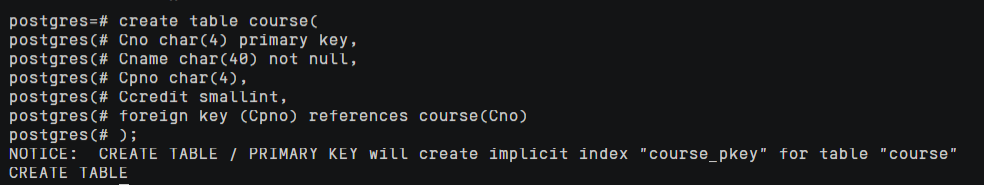 postgres=# create table course(
postgres(# Cno char(4) primary key,
postgres(# Cname char(40) not null,
postgres(# Cpno char(4),
postgres(# Ccredit smallint,
postgres(# foreign key (Cpno) references course(Cno)
postgres(# );
NOTICE:  CREATE TABLE / PRIMARY KEY will create implicit index "course_pkey" for table "course"
CREATE TABLE